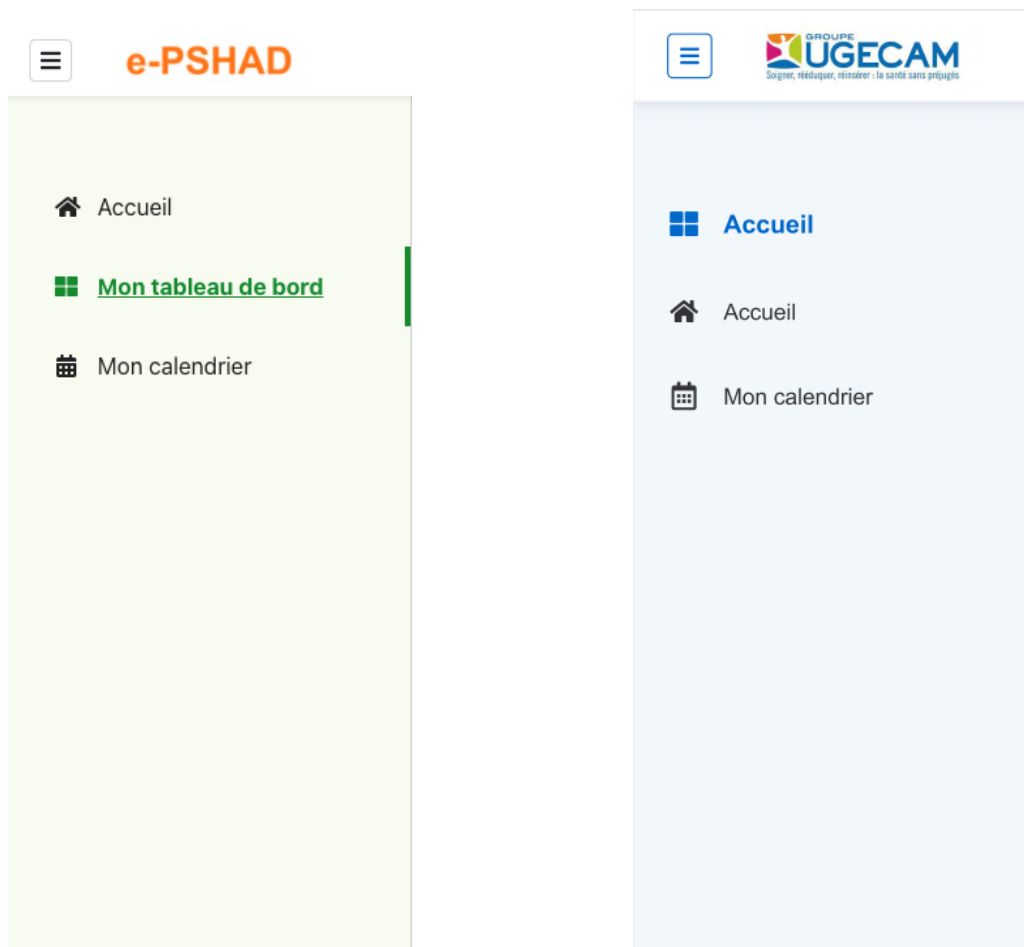 e-PSHAD
Accueil
Mon tableau de bord
Mon calendrier
GROUPE
UGECAM
Soigner, rééduquer, réinsérer : la santé sans préjugés
Accueil
Accueil
Mon calendrier